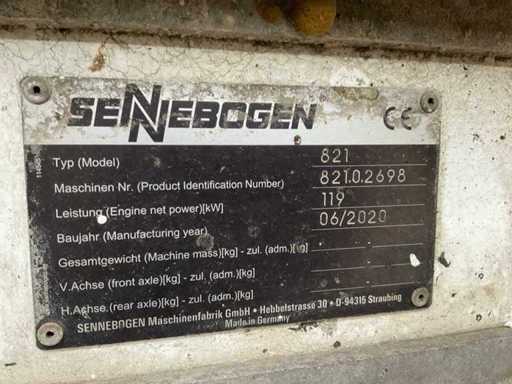 SENNEBOGEN CE
Typ (Model) 821
Maschinen Nr. (Product Identification Number) 821.0.2698
Leistung (Engine net power)[kW] 119
Baujahr (Manufacturing year) 06/2020
Gesamtgewicht (Machine mass)[kg] - zul. (adm.)[kg]
V.Achse (front axle)[kg] - zul. (adm.)[kg]
H.Achse.(rear axle)[kg] - zul. (adm.)[kg]
SENNEBOGEN Maschinenfabrik GmbH • Hebbelstrasse 30 • D-94315 Straubing
Made in Germany